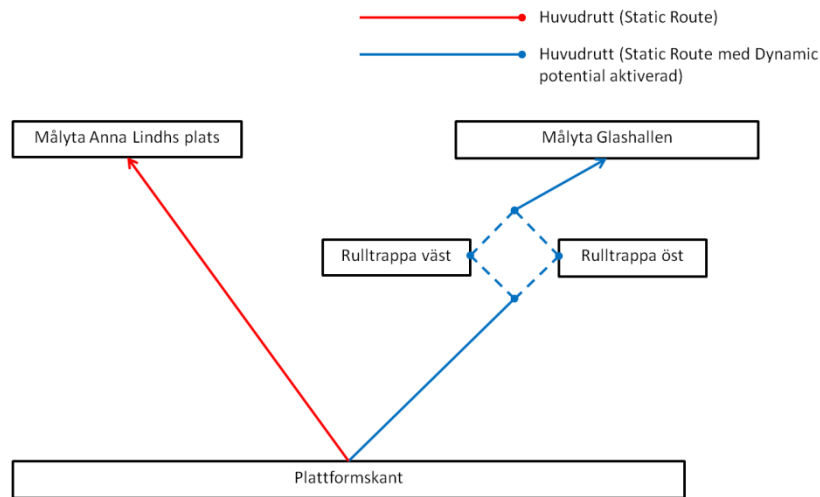 Huvudrutt (Static Route)
Huvudrutt (Static Route med Dynamic
potential aktiverad)
Målyta Anna Lindhs plats
Målyta Glashallen
Rulltrappa väst
Rulltrappa öst
Plattformskant